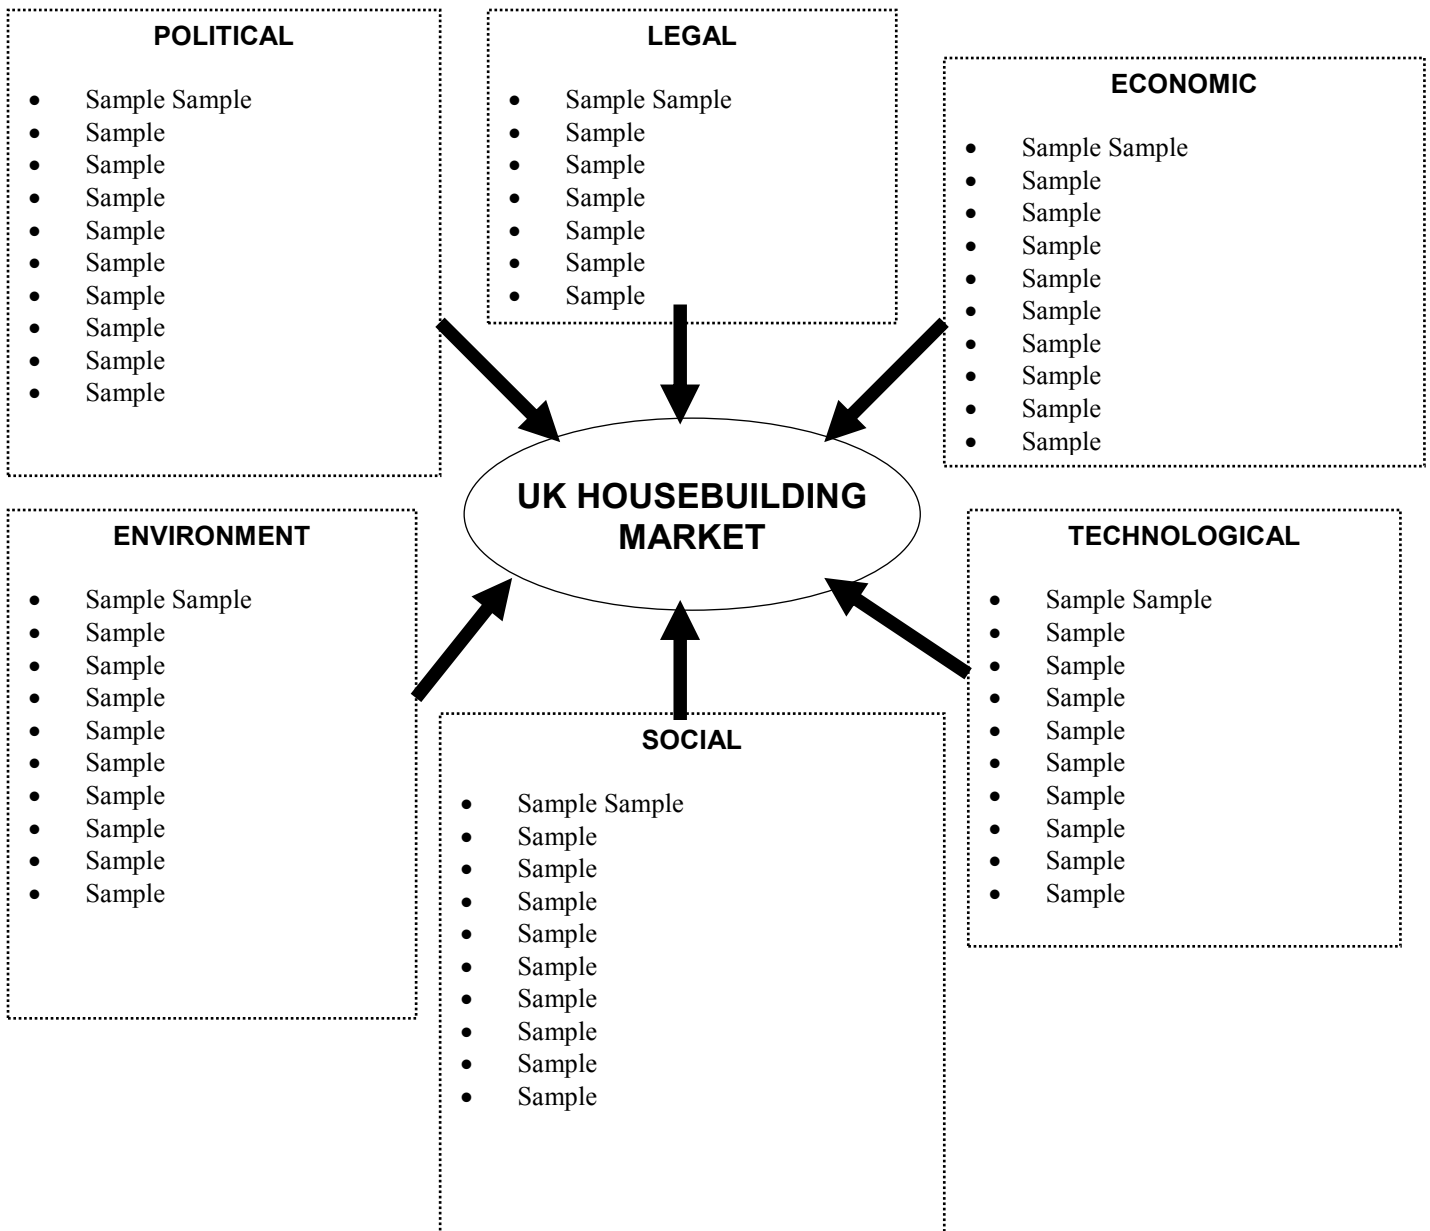 POLITICAL
• Sample Sample
• Sample
• Sample
• Sample
• Sample
• Sample
• Sample
• Sample
• Sample
• Sample
LEGAL
• Sample Sample
• Sample
• Sample
• Sample
• Sample
• Sample
• Sample
ECONOMIC
• Sample Sample
• Sample
• Sample
• Sample
• Sample
• Sample
• Sample
• Sample
• Sample
• Sample
UK HOUSEBUILDING
MARKET
ENVIRONMENT
• Sample Sample
• Sample
• Sample
• Sample
• Sample
• Sample
• Sample
• Sample
• Sample
• Sample
SOCIAL
• Sample Sample
• Sample
• Sample
• Sample
• Sample
• Sample
• Sample
• Sample
• Sample
• Sample
TECHNOLOGICAL
• Sample Sample
• Sample
• Sample
• Sample
• Sample
• Sample
• Sample
• Sample
• Sample
• Sample